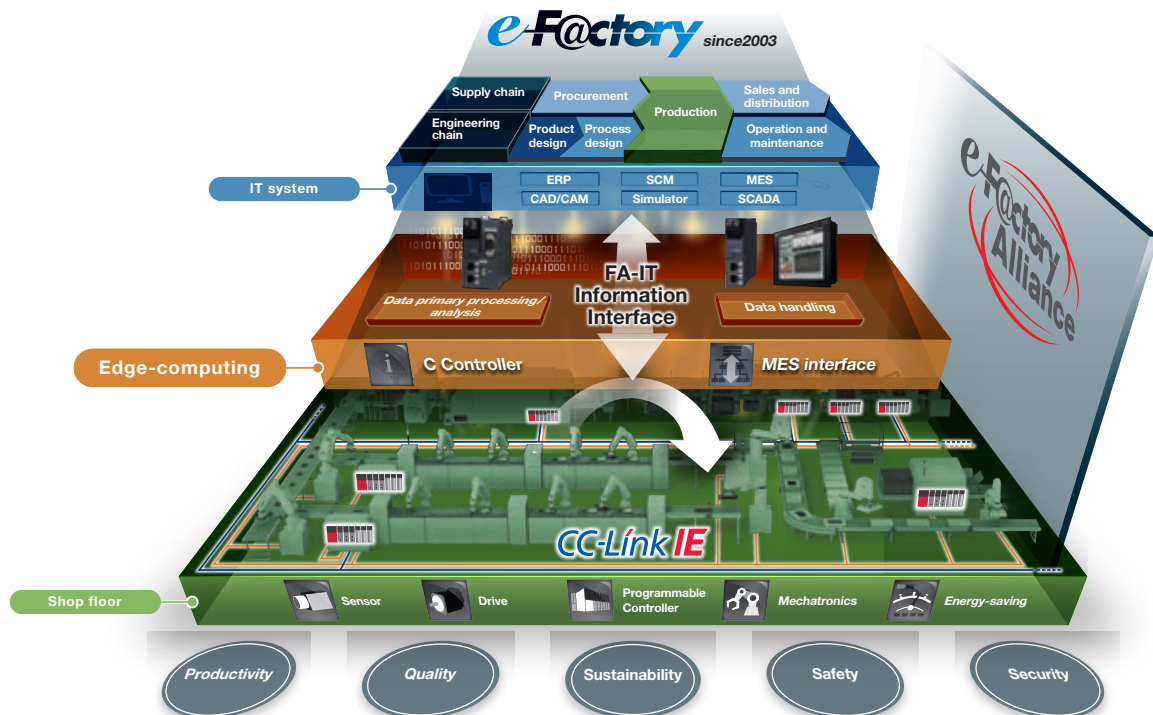 e-F@ctory since2003
Supply chain
Procurement
Production
Sales and
distribution
Engineering
chain
Product
design
Process
design
Operation and
maintenance
IT system
ERP
SCM
MES
CAD/CAM
Simulator
SCADA
FA-IT
Information
Interface
Data primary processing/
analysis
Data handling
Edge-computing
C Controller
MES interface
e-F@ctory
Alliance
CC-Link IE
Shop floor
Sensor
Drive
Programmable
Controller
Mechatronics
Energy-saving
Productivity
Quality
Sustainability
Safety
Security